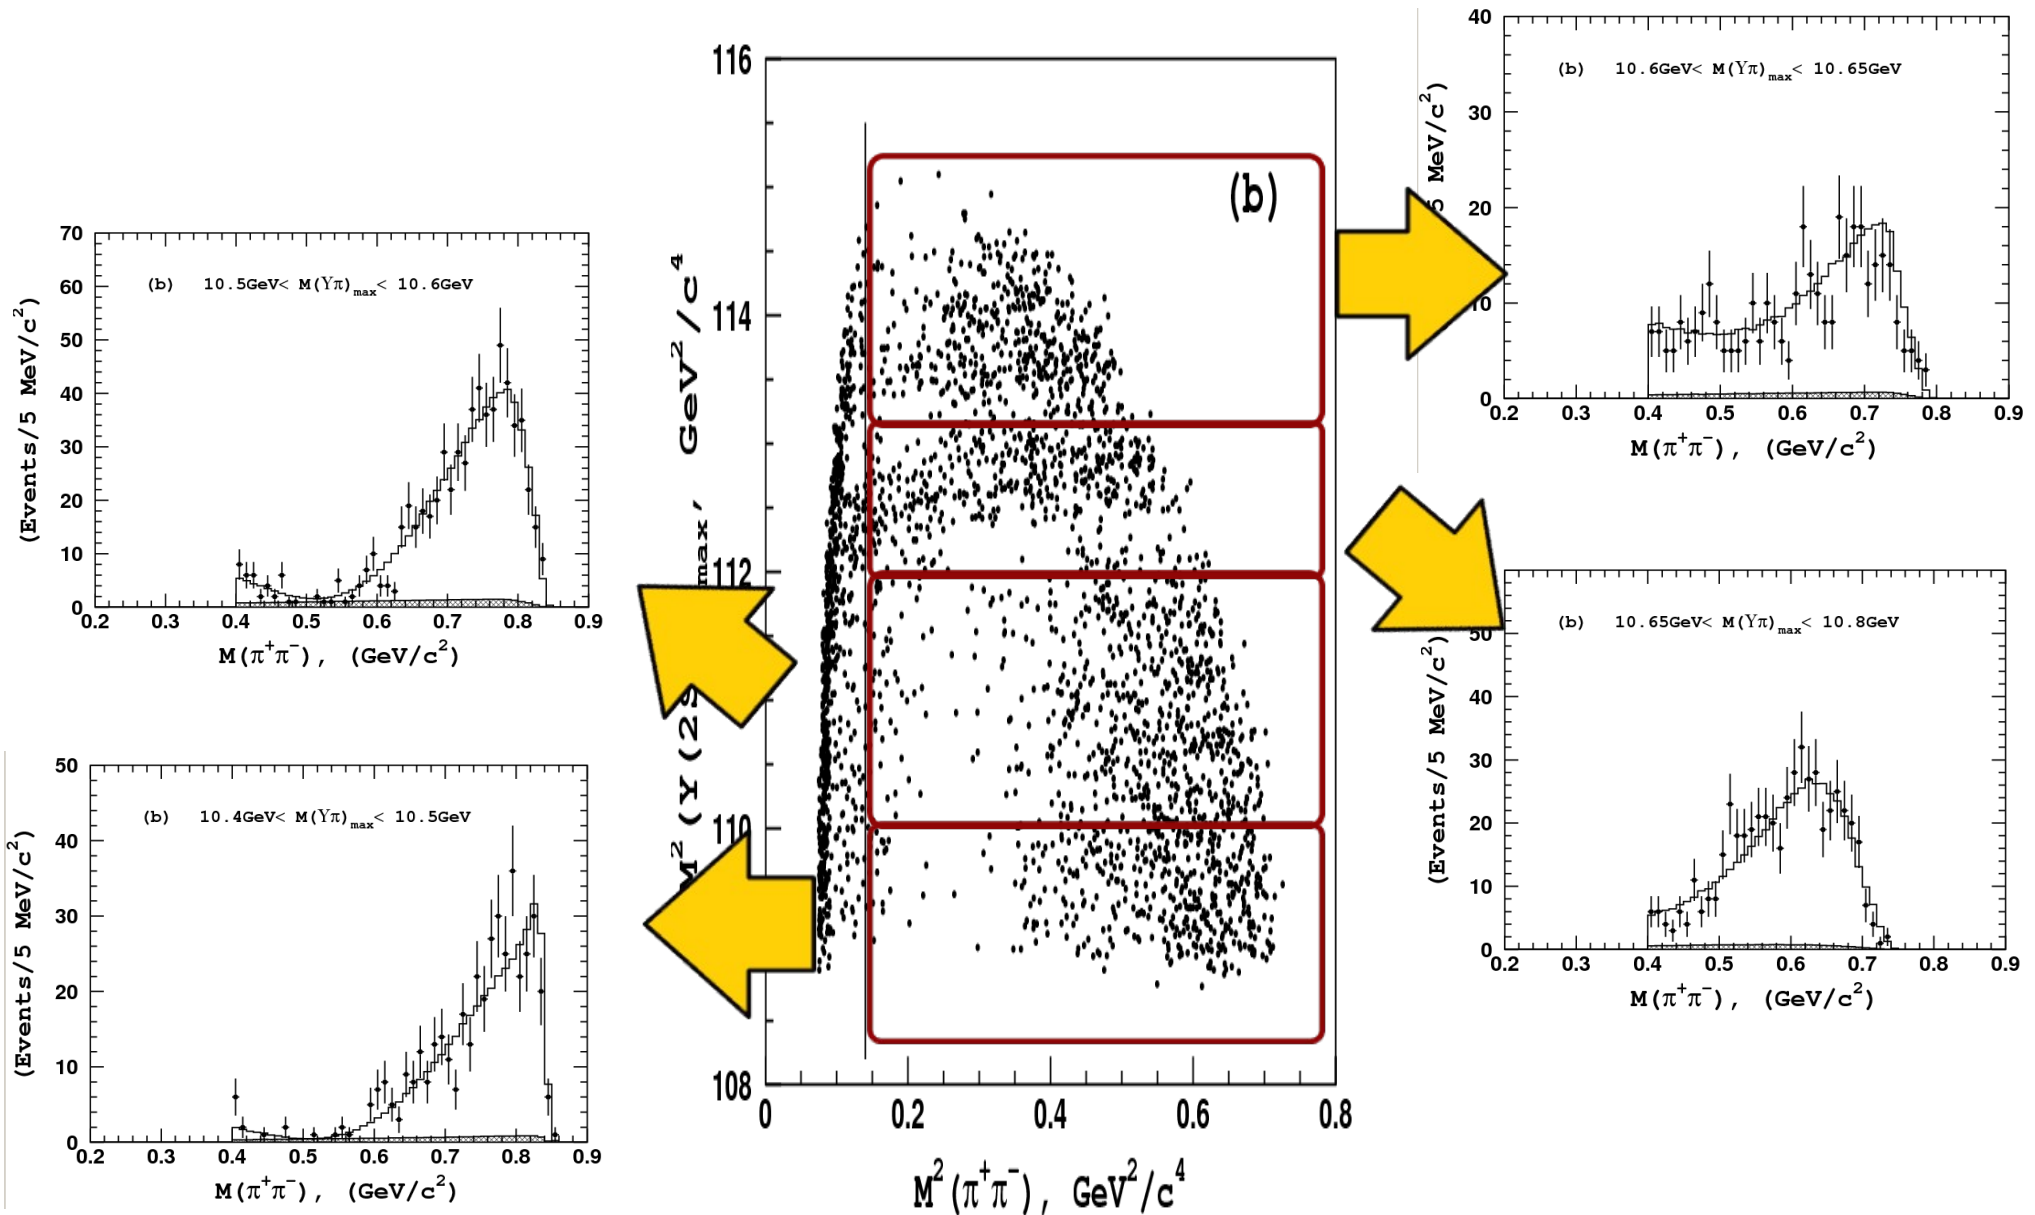 70
60
50
40
30
20
10
0
0.2 0.3 0.4 0.5 0.6 0.7 0.8 0.9
(b) 10.5GeV< M(Υπ)max< 10.6GeV
(Events/5 MeV/c²)
M(π⁺π⁻), (GeV/c²)
50
40
30
20
10
0
0.2 0.3 0.4 0.5 0.6 0.7 0.8 0.9
(b) 10.4GeV< M(Υπ)max< 10.5GeV
(Events/5 MeV/c²)
M(π⁺π⁻), (GeV/c²)
116
114
112
110
108
0 0.2 0.4 0.6 0.8
(b)
max, GeV²/c⁴
M²(Υ(2S
M²(π⁺π⁻), GeV²/c⁴
40
30
20
10
0
0.2 0.3 0.4 0.5 0.6 0.7 0.8 0.9
(b) 10.6GeV< M(Υπ)max< 10.65GeV
5 MeV/c²)
M(π⁺π⁻), (GeV/c²)
50
40
30
20
10
0
0.2 0.3 0.4 0.5 0.6 0.7 0.8 0.9
(b) 10.65GeV< M(Υπ)max< 10.8GeV
(Events/5 MeV/c²)
M(π⁺π⁻), (GeV/c²)